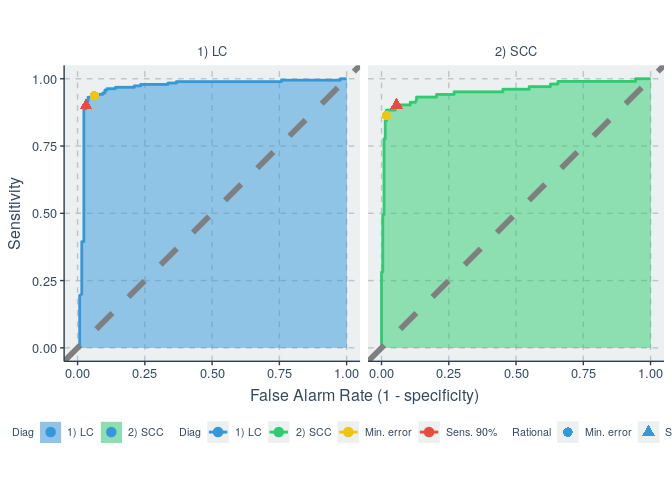 1) LC
2) SCC
1.00
0.75
0.50
0.25
0.00
Sensitivity
0.00 0.25 0.50 0.75 1.00
0.00 0.25 0.50 0.75 1.00
False Alarm Rate (1 - specificity)
Diag 1) LC 2) SCC Diag 1) LC 2) SCC Min. error Sens. 90% Rational Min. error